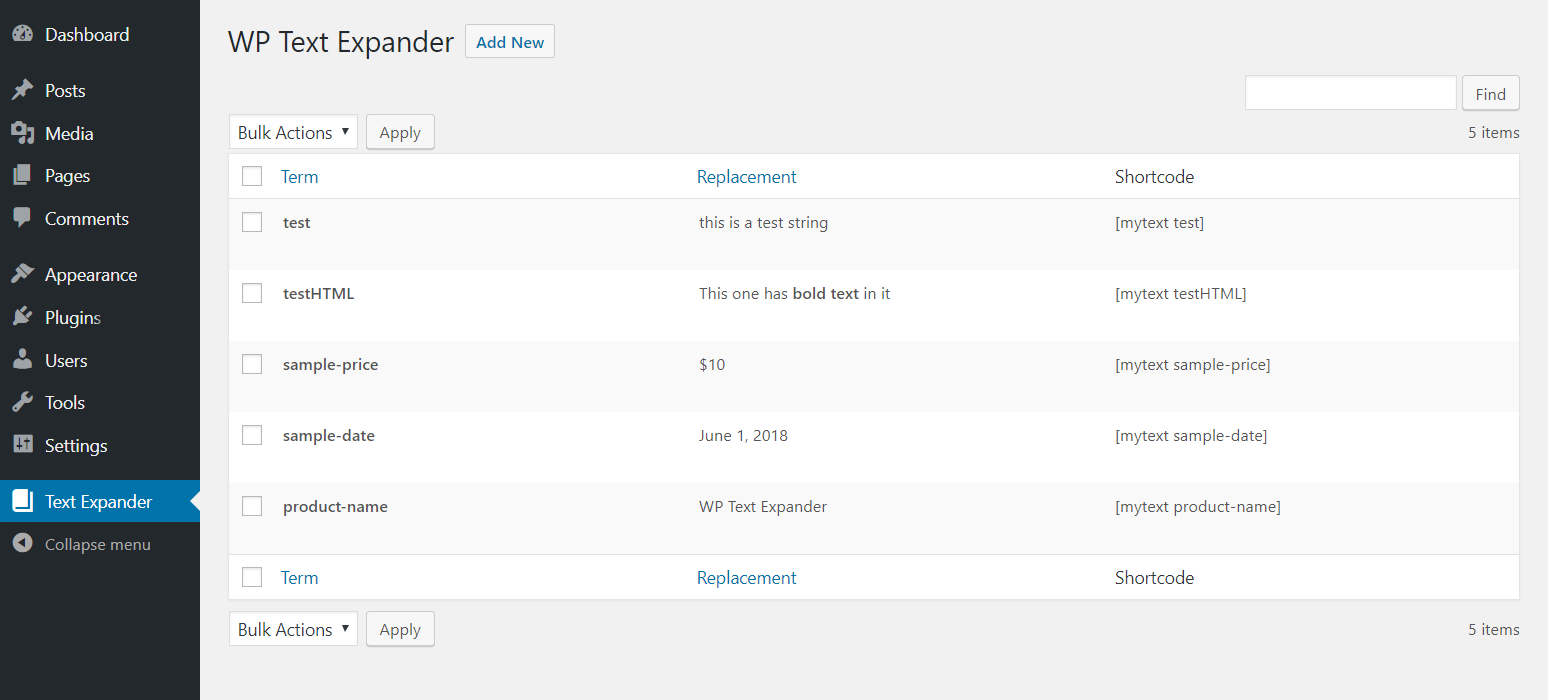 Dashboard
Posts
Media
Pages
Comments
Appearance
Plugins
Users
Tools
Settings
Text Expander
Collapse menu
WP Text Expander Add New
Find
Bulk Actions Apply 5 items
Term Replacement Shortcode
test this is a test string [mytext test]
testHTML This one has bold text in it [mytext testHTML]
sample-price $10 [mytext sample-price]
sample-date June 1, 2018 [mytext sample-date]
product-name WP Text Expander [mytext product-name]
Term Replacement Shortcode
Bulk Actions Apply 5 items